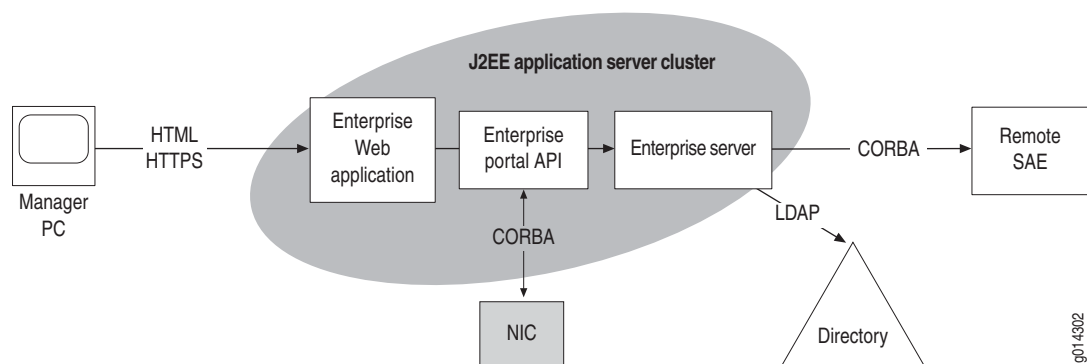 J2EE application server cluster
HTML
HTTPS
Enterprise
Web
application
Enterprise
portal API
Enterprise server
CORBA
Remote
SAE
Manager
PC
LDAP
CORBA
NIC
Directory
g014302